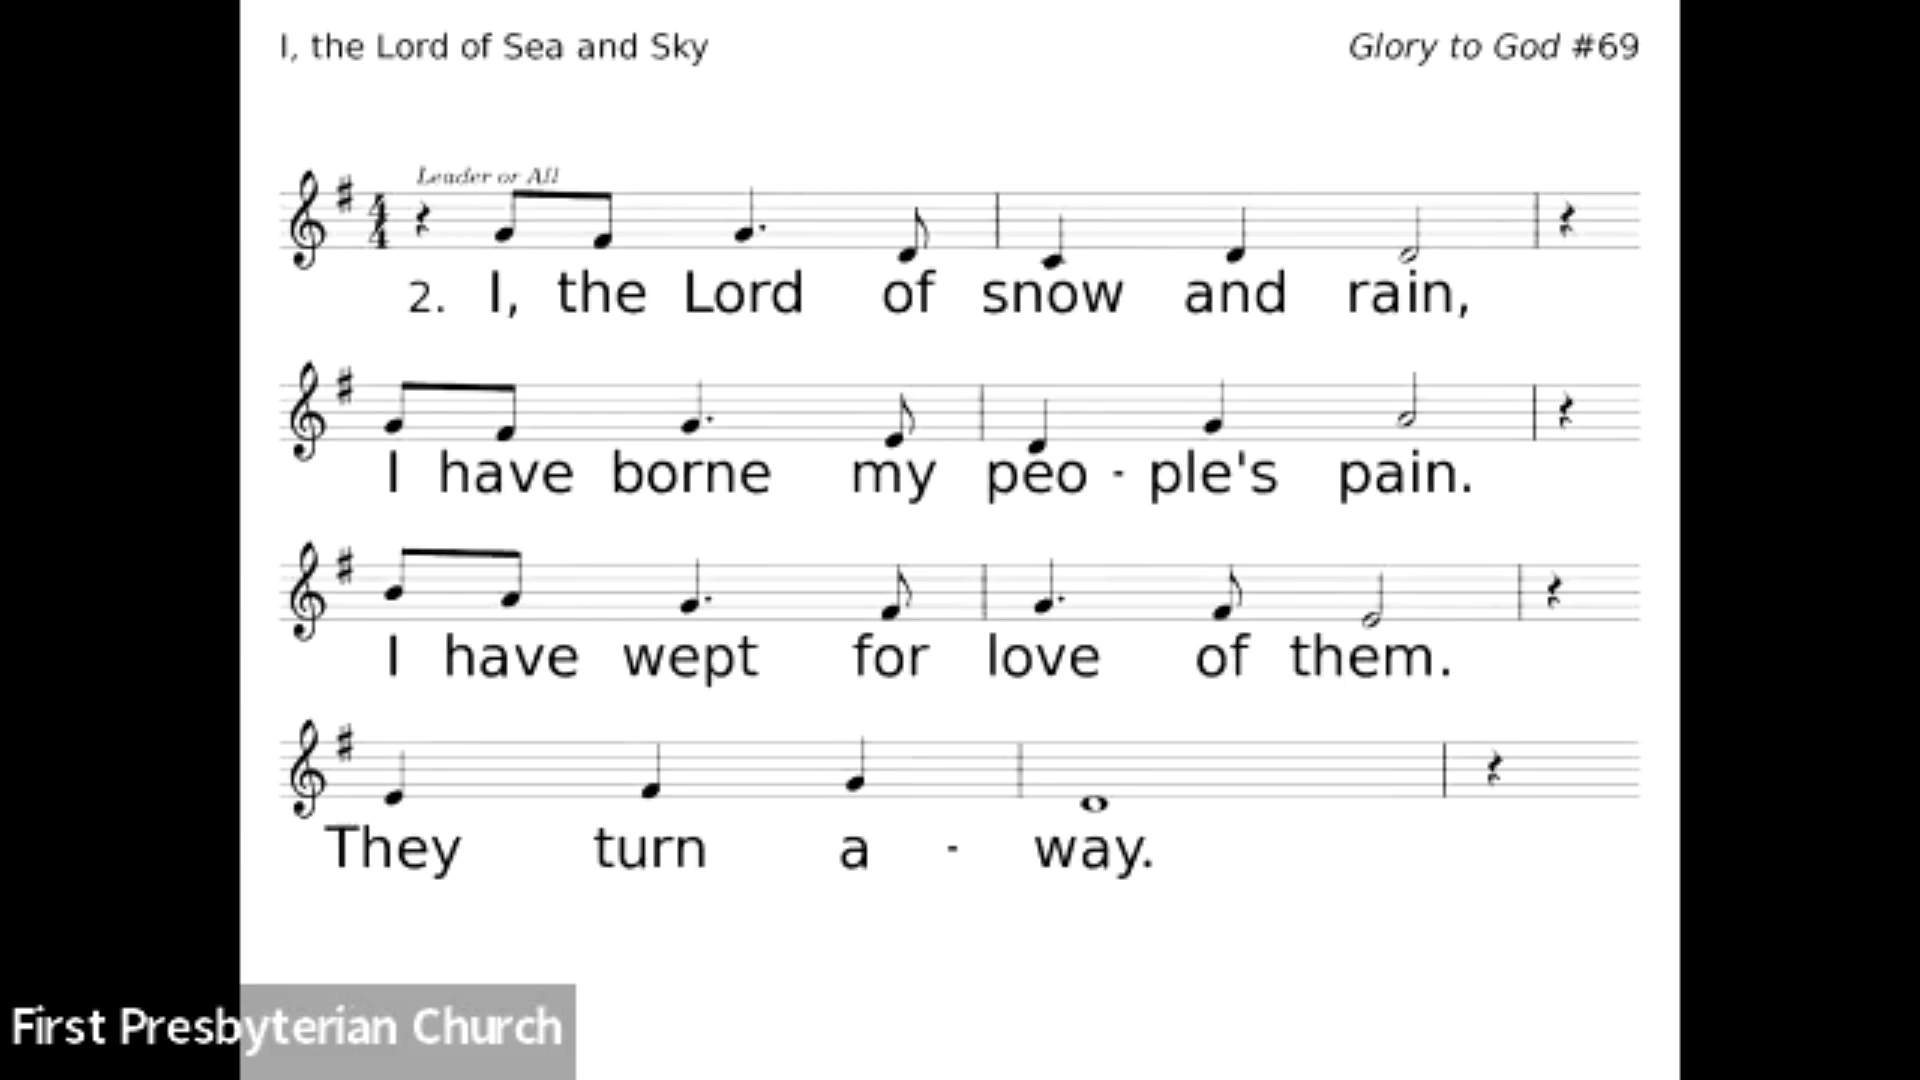 I, the Lord of Sea and Sky
Glory to God #69
Leader or All
2. I, the Lord of snow and rain,
I have borne my peo - ple's pain.
I have wept for love of them.
They turn a - way.
First Presbyterian Church